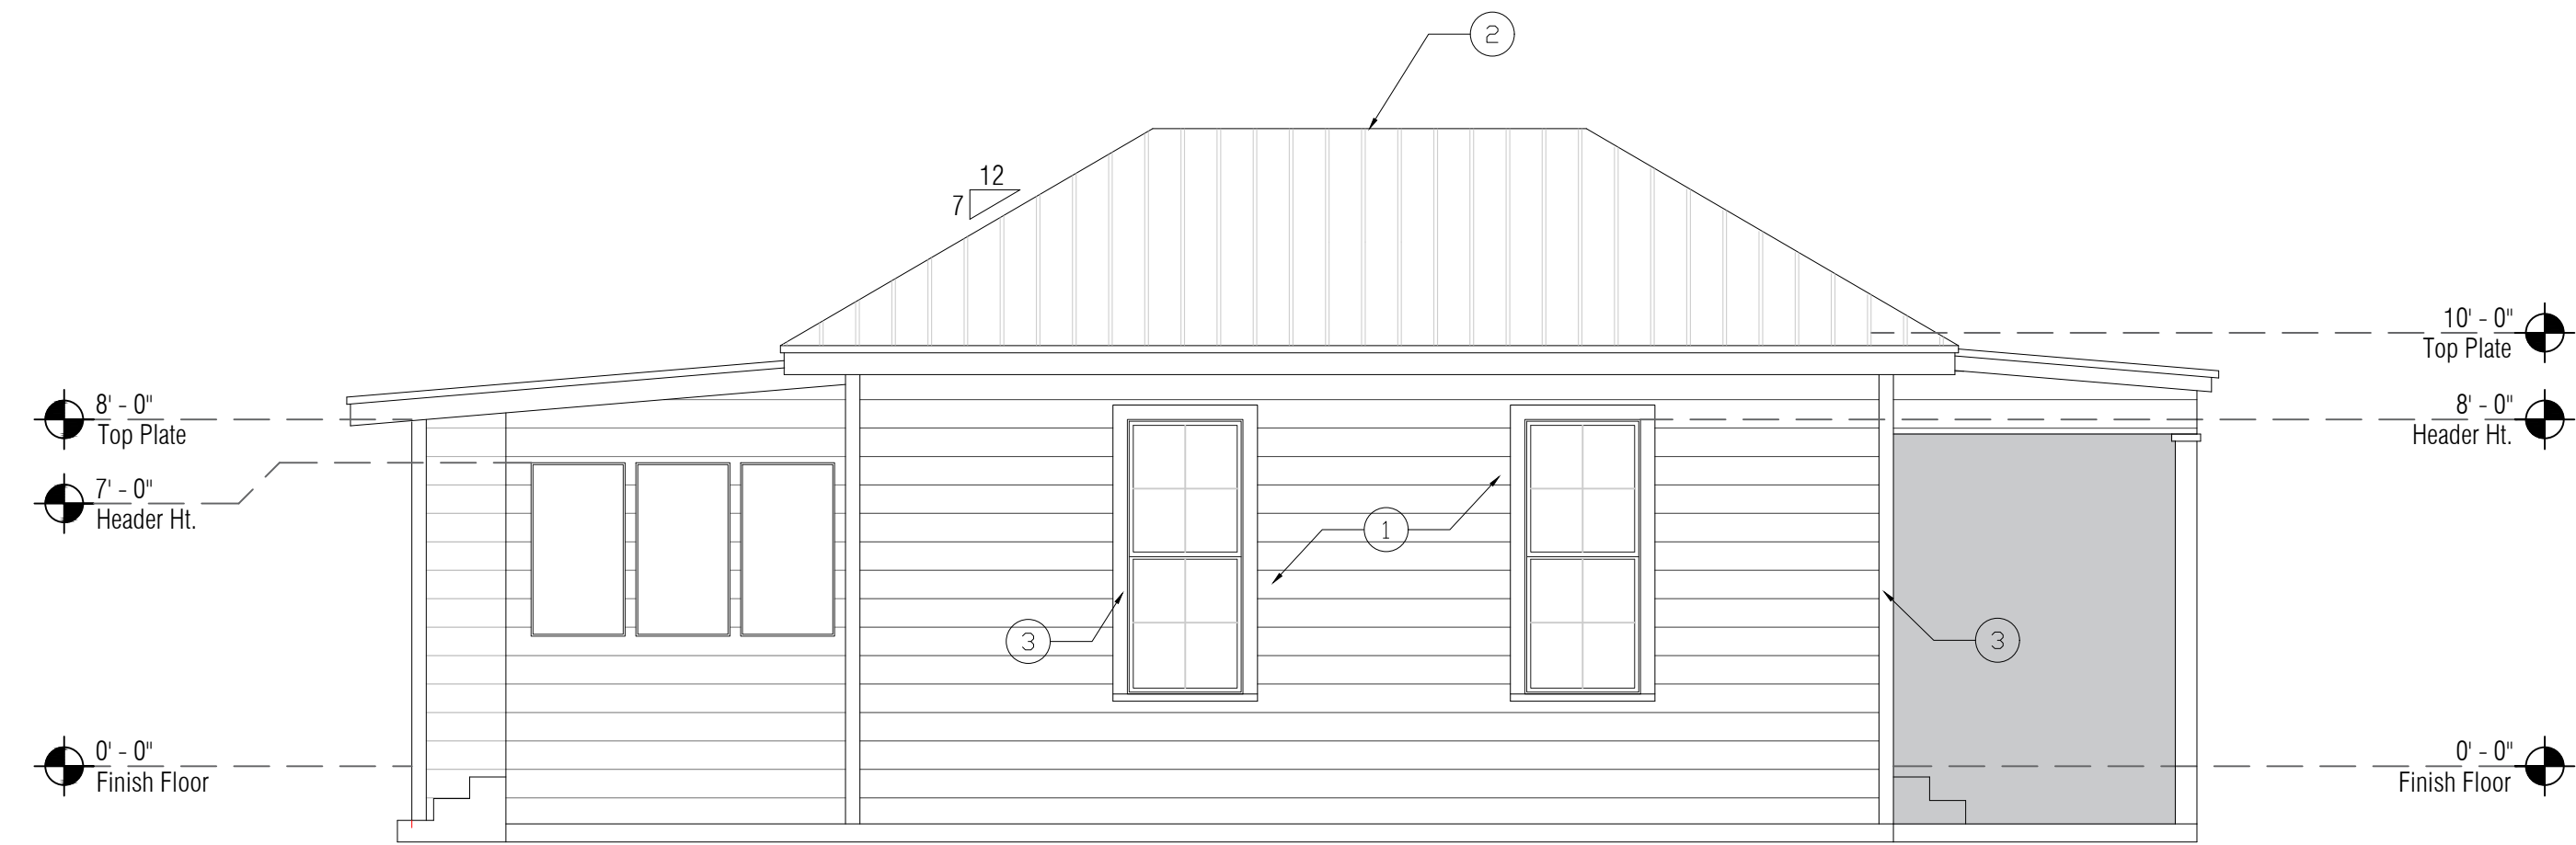 2
12
7
10' - 0"
Top Plate
8' - 0"
Top Plate
8' - 0"
Header Ht.
7' - 0"
Header Ht.
1
3
3
0' - 0"
Finish Floor
0' - 0"
Finish Floor